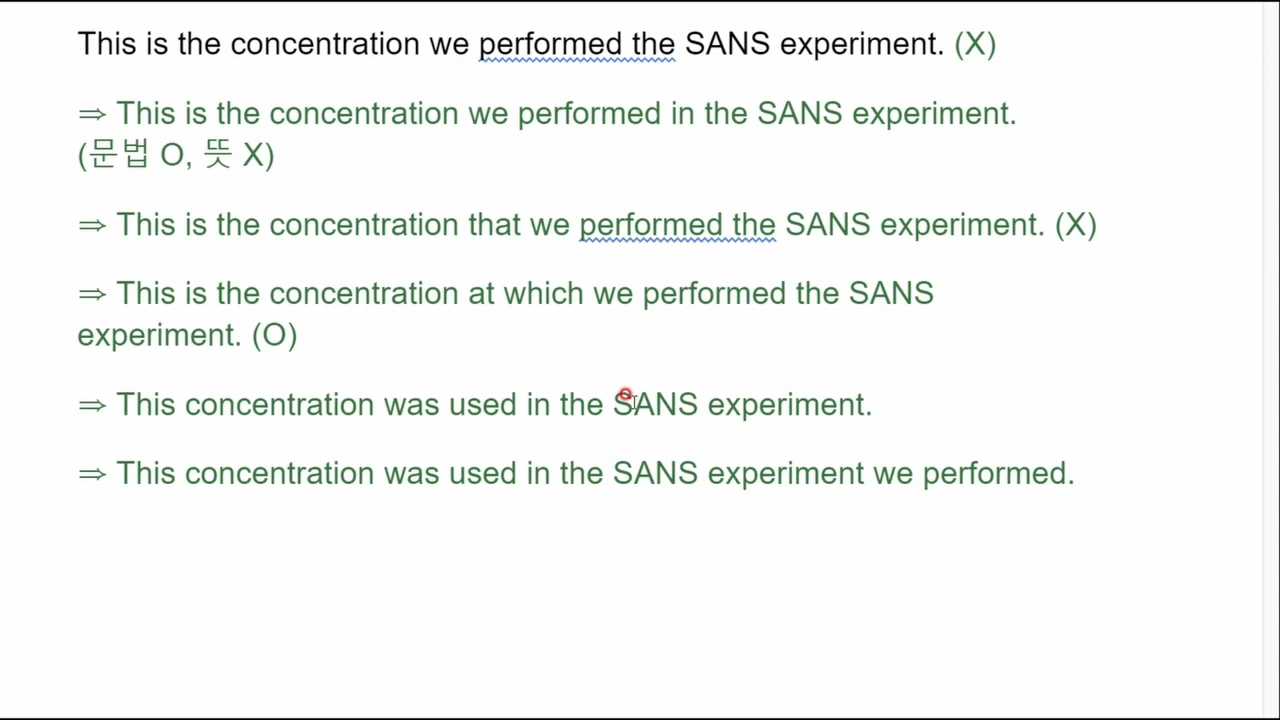 This is the concentration we performed the SANS experiment. (X)
⇒ This is the concentration we performed in the SANS experiment.
(문법 O, 뜻 X)
⇒ This is the concentration that we performed the SANS experiment. (X)
⇒ This is the concentration at which we performed the SANS
experiment. (O)
⇒ This concentration was used in the SANS experiment.
⇒ This concentration was used in the SANS experiment we performed.